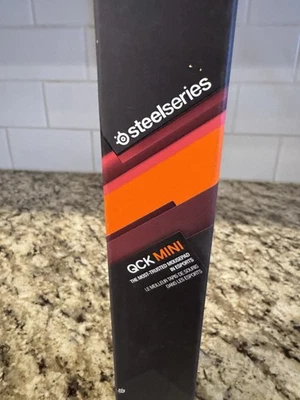 steelseries
QCK MINI
THE MOST-TRUSTED MOUSEPAD
IN ESPORTS
LE MEILLEUR TAPIS DE SOURIS
DANS LES ESPORTS